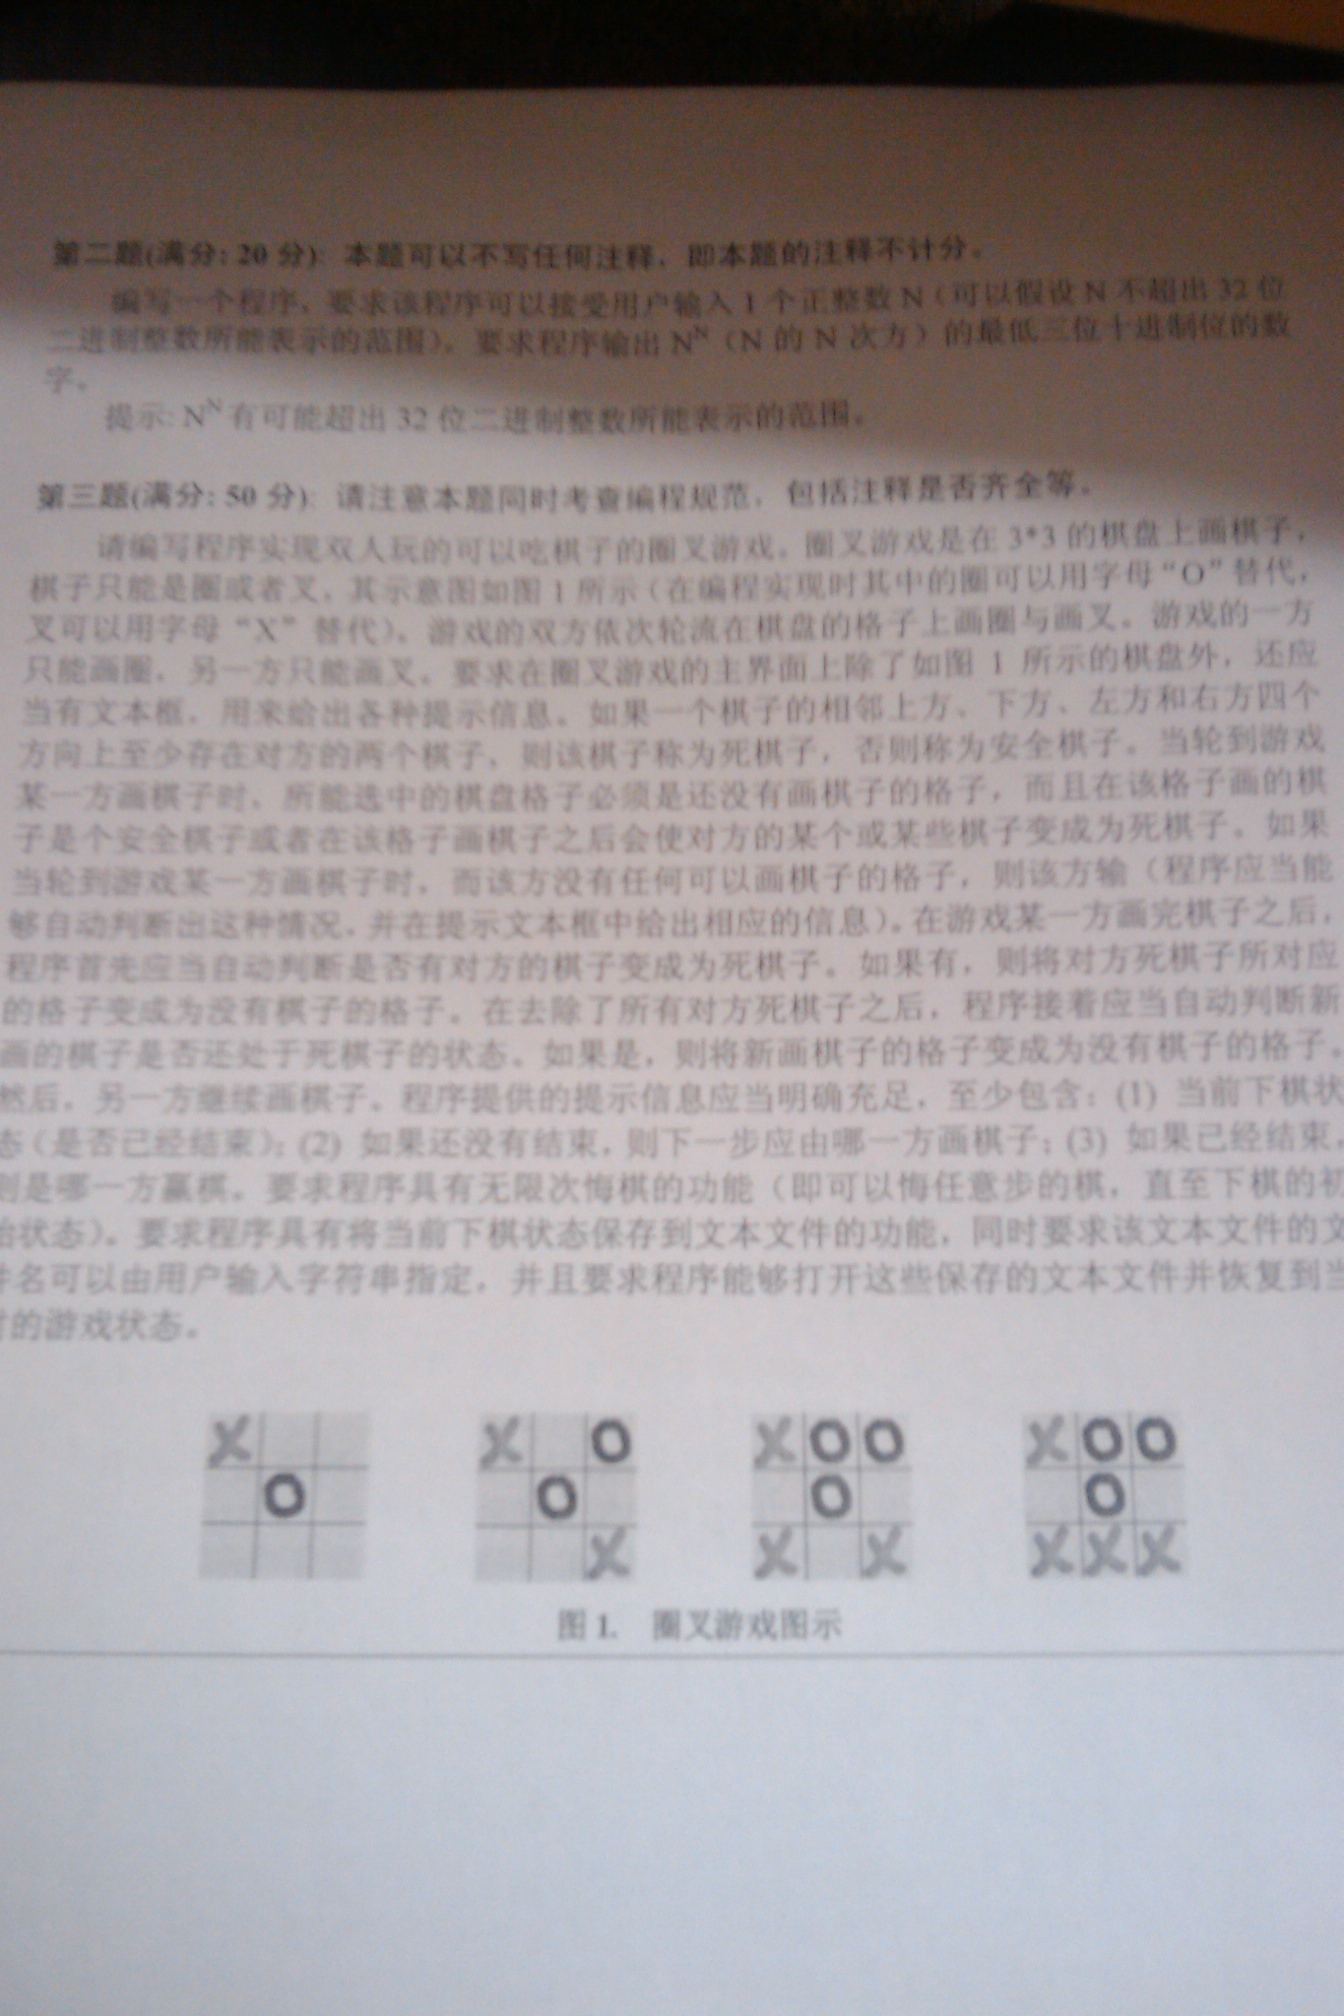 第二题(满分: 20 分): 本题可以不写任何注释，即本题的注释不计分。
编写一个程序，要求该程序可以接受用户输入 1 个正整数 N（可以假设 N 不超出 32 位
二进制整数所能表示的范围）。要求程序输出 Nᴺ（N 的 N 次方）的最低三位十进制位的数
字。
提示: Nᴺ 有可能超出 32 位二进制整数所能表示的范围。
第三题(满分: 50 分): 请注意本题同时考查编程规范，包括注释是否齐全等。
请编写程序实现双人玩的可以吃棋子的圈叉游戏。圈叉游戏是在 3*3 的棋盘上画棋子，
棋子只能是圈或者叉，其示意图如图 1 所示（在编程实现时其中的圈可以用字母“O”替代，
叉可以用字母“X”替代）。游戏的双方依次轮流在棋盘的格子上画圈与画叉。游戏的一方
只能画圈，另一方只能画叉。要求在圈叉游戏的主界面上除了如图 1 所示的棋盘外，还应
当有文本框，用来给出各种提示信息。如果一个棋子的相邻上方、下方、左方和右方四个
方向上至少存在对方的两个棋子，则该棋子称为死棋子，否则称为安全棋子。当轮到游戏
某一方画棋子时，所能选中的棋盘格子必须是还没有画棋子的格子，而且在该格子画的棋
子是个安全棋子或者在该格子画棋子之后会使对方的某个或某些棋子变成为死棋子。如果
当轮到游戏某一方画棋子时，而该方没有任何可以画棋子的格子，则该方输（程序应当能
够自动判断出这种情况，并在提示文本框中给出相应的信息）。在游戏某一方画完棋子之后，
程序首先应当自动判断是否有对方的棋子变成为死棋子。如果有，则将对方死棋子所对应
的格子变成为没有棋子的格子。在去除了所有对方死棋子之后，程序接着应当自动判断新
画的棋子是否还处于死棋子的状态。如果是，则将新画棋子的格子变成为没有棋子的格子。
然后，另一方继续画棋子。程序提供的提示信息应当明确充足，至少包含：(1) 当前下棋状
态（是否已经结束）；(2) 如果还没有结束，则下一步应由哪一方画棋子；(3) 如果已经结束，
则是哪一方赢棋。要求程序具有无限次悔棋的功能（即可以悔任意步的棋，直至下棋的初
始状态）。要求程序具有将当前下棋状态保存到文本文件的功能，同时要求该文本文件的文
件名可以由用户输入字符串指定，并且要求程序能够打开这些保存的文本文件并恢复到当
时的游戏状态。
X X O X O O X O O
O O O O
X X X X X X
图 1. 圈叉游戏图示